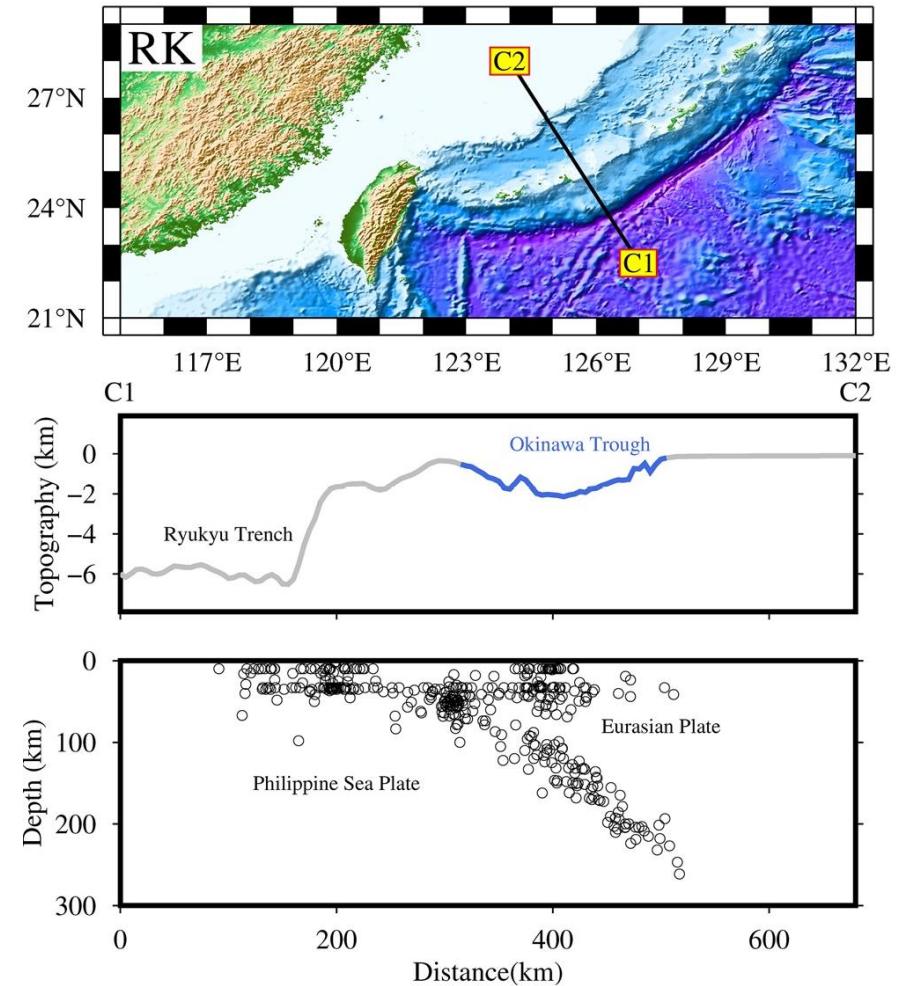 RK
C2
C1
27°N
24°N
21°N
117°E 120°E 123°E 126°E 129°E 132°E
C1 C2
Topography (km)
0
−2
−4
−6
Okinawa Trough
Ryukyu Trench
Depth (km)
0
100
200
300
Eurasian Plate
Philippine Sea Plate
0 200 400 600
Distance(km)